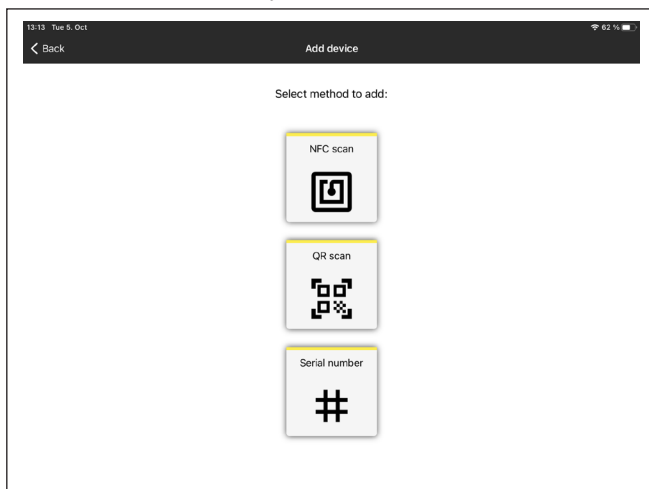 13:13 Tue 5. Oct
62 %
Back
Add device
Select method to add:
NFC scan
QR scan
Serial number